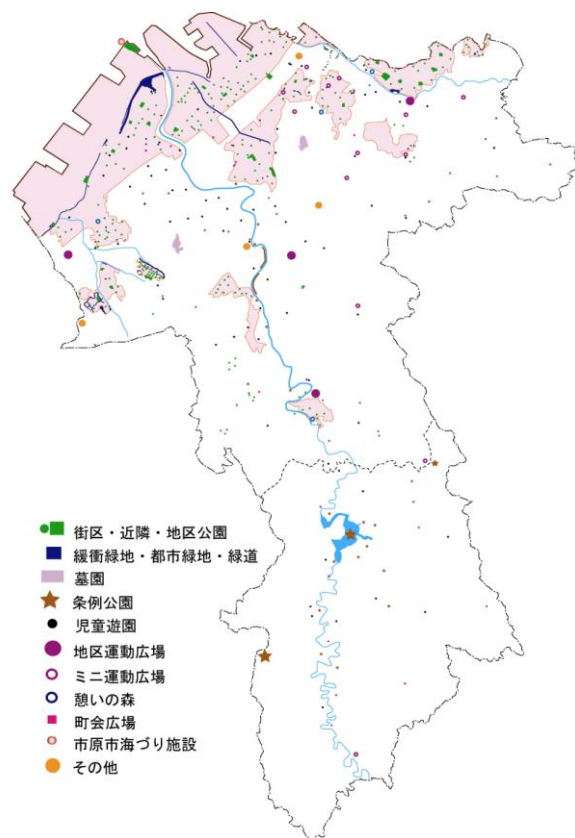 街区・近隣・地区公園
緩衝緑地・都市緑地・緑道
墓園
条例公園
児童遊園
地区運動広場
ミニ運動広場
憩いの森
町会広場
市原市海づり施設
その他